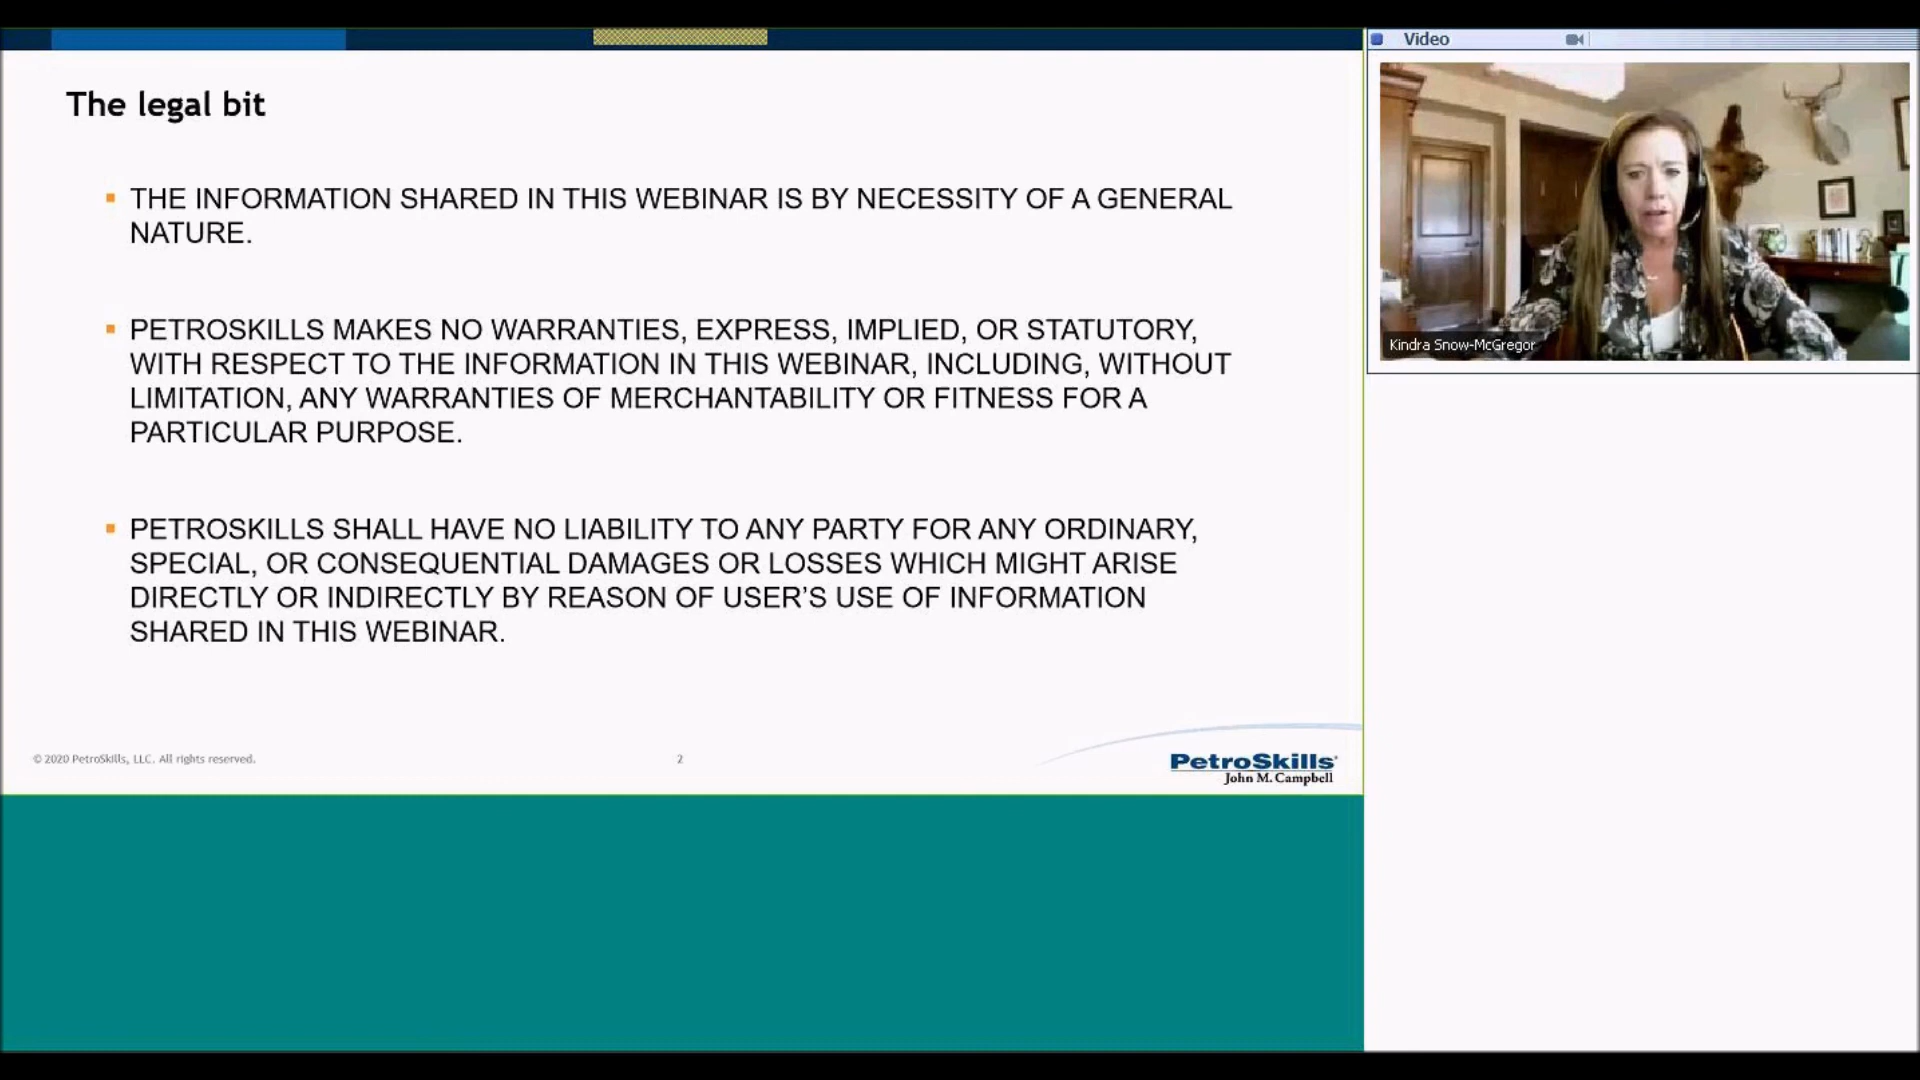 The legal bit
THE INFORMATION SHARED IN THIS WEBINAR IS BY NECESSITY OF A GENERAL
NATURE.
PETROSKILLS MAKES NO WARRANTIES, EXPRESS, IMPLIED, OR STATUTORY,
WITH RESPECT TO THE INFORMATION IN THIS WEBINAR, INCLUDING, WITHOUT
LIMITATION, ANY WARRANTIES OF MERCHANTABILITY OR FITNESS FOR A
PARTICULAR PURPOSE.
PETROSKILLS SHALL HAVE NO LIABILITY TO ANY PARTY FOR ANY ORDINARY,
SPECIAL, OR CONSEQUENTIAL DAMAGES OR LOSSES WHICH MIGHT ARISE
DIRECTLY OR INDIRECTLY BY REASON OF USER’S USE OF INFORMATION
SHARED IN THIS WEBINAR.
© 2020 PetroSkills, LLC. All rights reserved.
2
PetroSkills
John M. Campbell
Video
Kindra Snow-McGregor